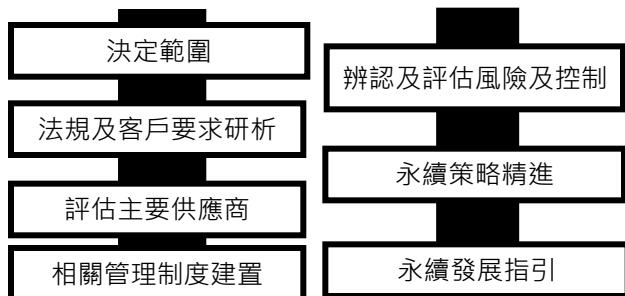 決定範圍
法規及客戶要求研析
評估主要供應商
相關管理制度建置
辨認及評估風險及控制
永續策略精進
永續發展指引